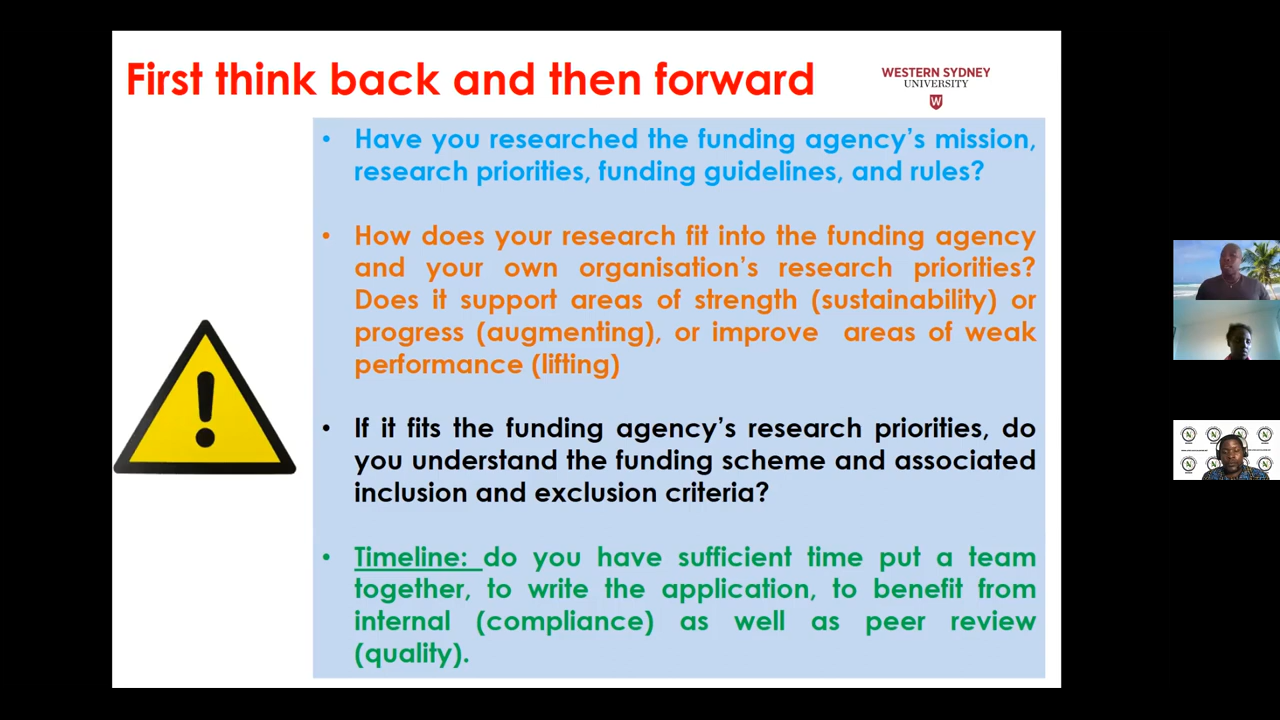 First think back and then forward
WESTERN SYDNEY
UNIVERSITY
W
• Have you researched the funding agency’s mission,
research priorities, funding guidelines, and rules?
• How does your research fit into the funding agency
and your own organisation’s research priorities?
Does it support areas of strength (sustainability) or
progress (augmenting), or improve areas of weak
performance (lifting)
• If it fits the funding agency’s research priorities, do
you understand the funding scheme and associated
inclusion and exclusion criteria?
• Timeline: do you have sufficient time put a team
together, to write the application, to benefit from
internal (compliance) as well as peer review
(quality).